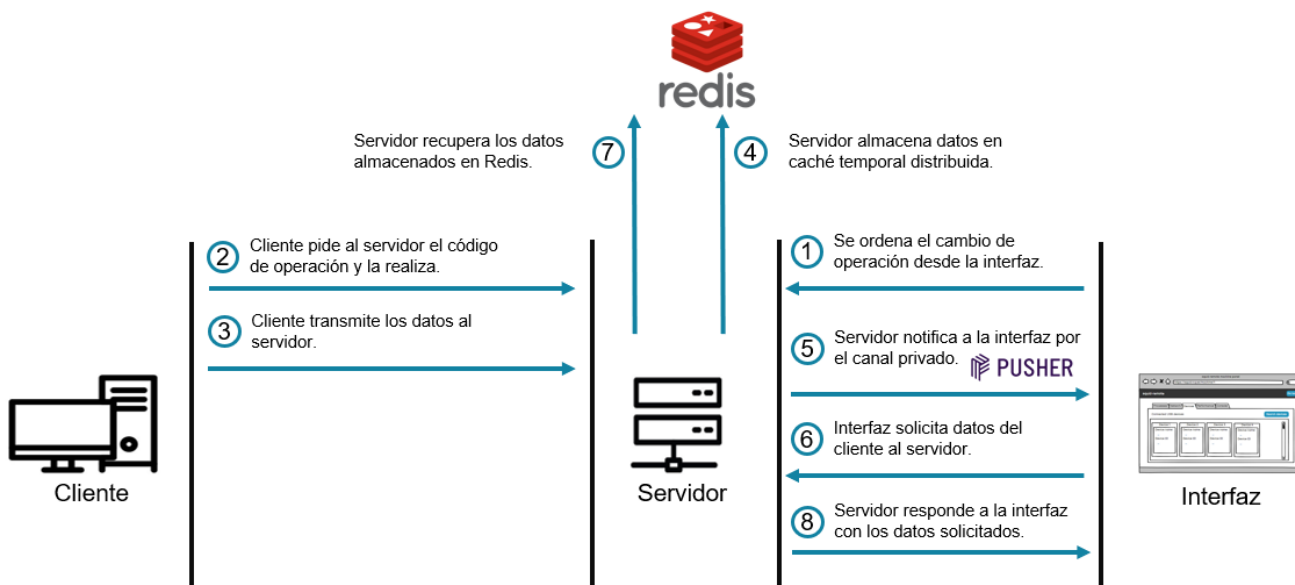 redis
Servidor recupera los datos
almacenados en Redis.
7
4
Servidor almacena datos en
caché temporal distribuida.
2
Cliente pide al servidor el código
de operación y la realiza.
1
Se ordena el cambio de
operación desde la interfaz.
3
Cliente transmite los datos al
servidor.
5
Servidor notifica a la interfaz por
el canal privado.
PUSHER
6
Interfaz solicita datos del
cliente al servidor.
Cliente
Servidor
Interfaz
8
Servidor responde a la interfaz
con los datos solicitados.